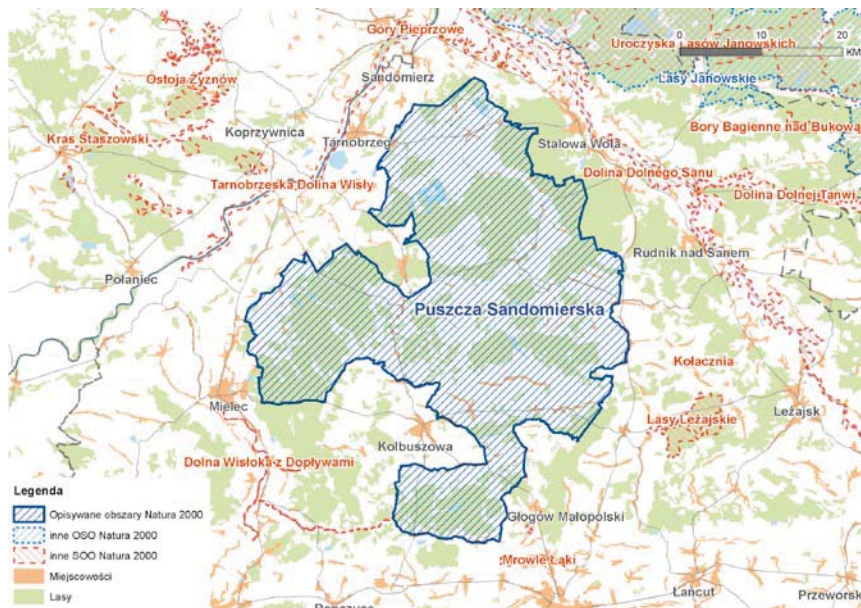 Góry Pieprzowe
Uroczyska Lasów Janowskich
0 10 20
KM
Ostoja Żyznów
Sandomierz
Lasy Janowskie
Koprzywnica
Tarnobrzeg
Bory Bagienne nad Bukową
Kras Staszowski
Stalowa Wola
Dolina Dolnego Sanu
Tarnobrzeska Dolina Wisły
Dolina Dolnej Tanwi
Rudnik nad Sanem
Połaniec
Puszcza Sandomierska
Kołacznia
Mielec
Leżajsk
Lasy Leżajskie
Kolbuszowa
Dolna Wisłoka z Dopływami
Legenda
Opisywane obszary Natura 2000
inne OSO Natura 2000
inne SOO Natura 2000
Miejscowości
Lasy
Głogów Małopolski
Mrowle Łąki
Łańcut
Przeworsk